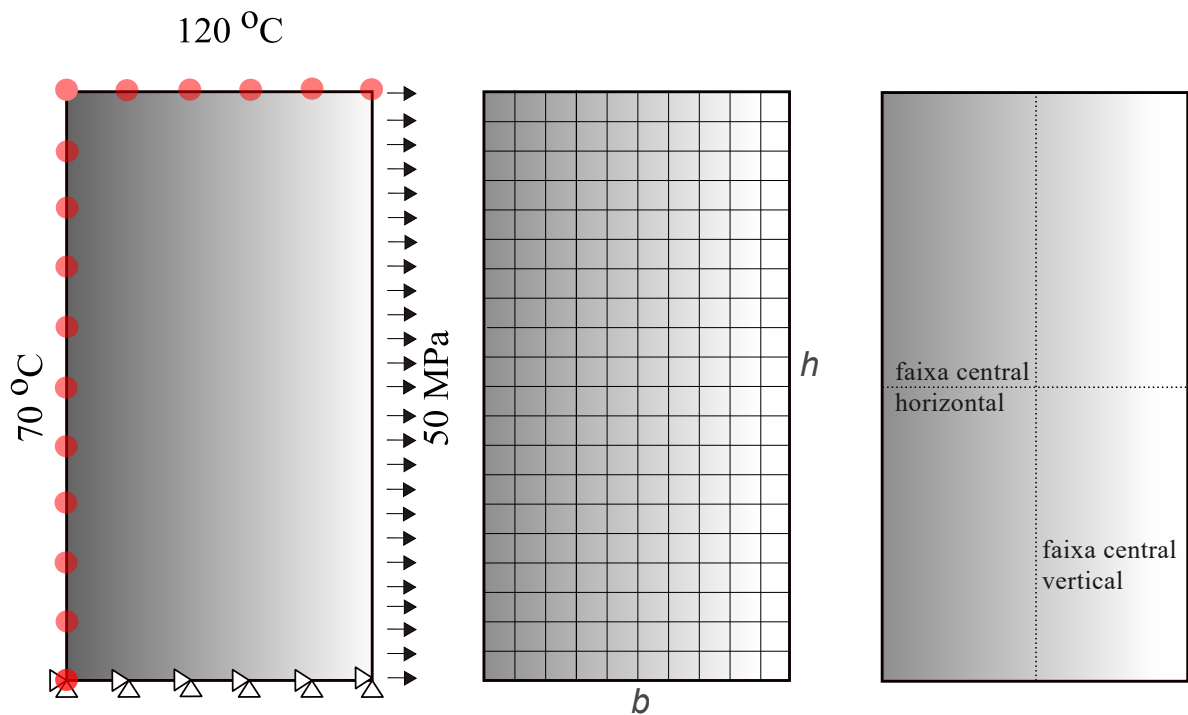 120 °C
70 °C
50 MPa
h
b
faixa central
horizontal
faixa central
vertical